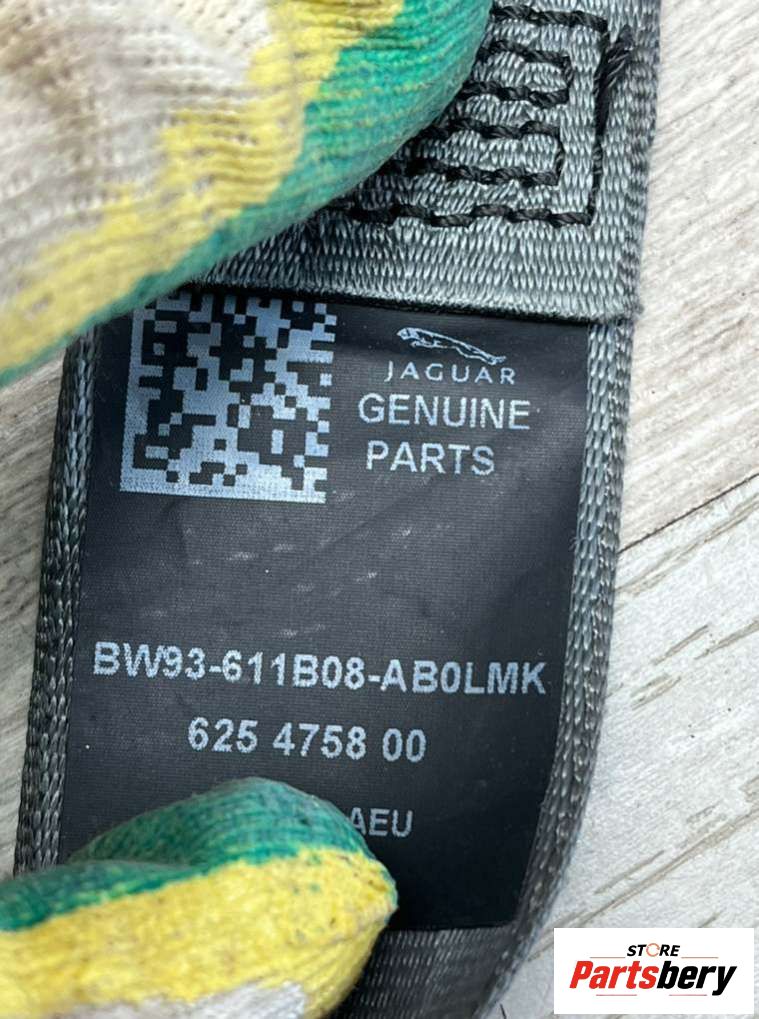 JAGUAR
GENUINE
PARTS
BW93-611B08-AB0LMK
625 4758 00
AEU
STORE
Partsbery